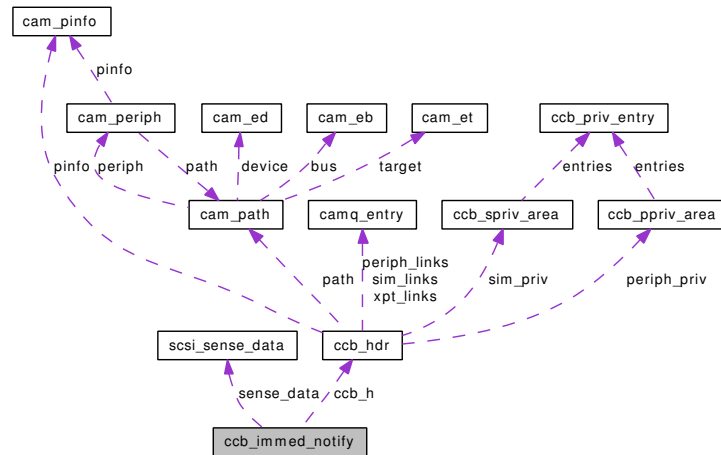 cam_pinfo
pinfo
cam_periph
cam_ed
cam_eb
cam_et
ccb_priv_entry
pinfo
periph
path
device
bus
target
entries
entries
cam_path
camq_entry
ccb_spriv_area
ccb_ppriv_area
path
periph_links
sim_links
xpt_links
sim_priv
periph_priv
scsi_sense_data
ccb_hdr
sense_data
ccb_h
ccb_immed_notify